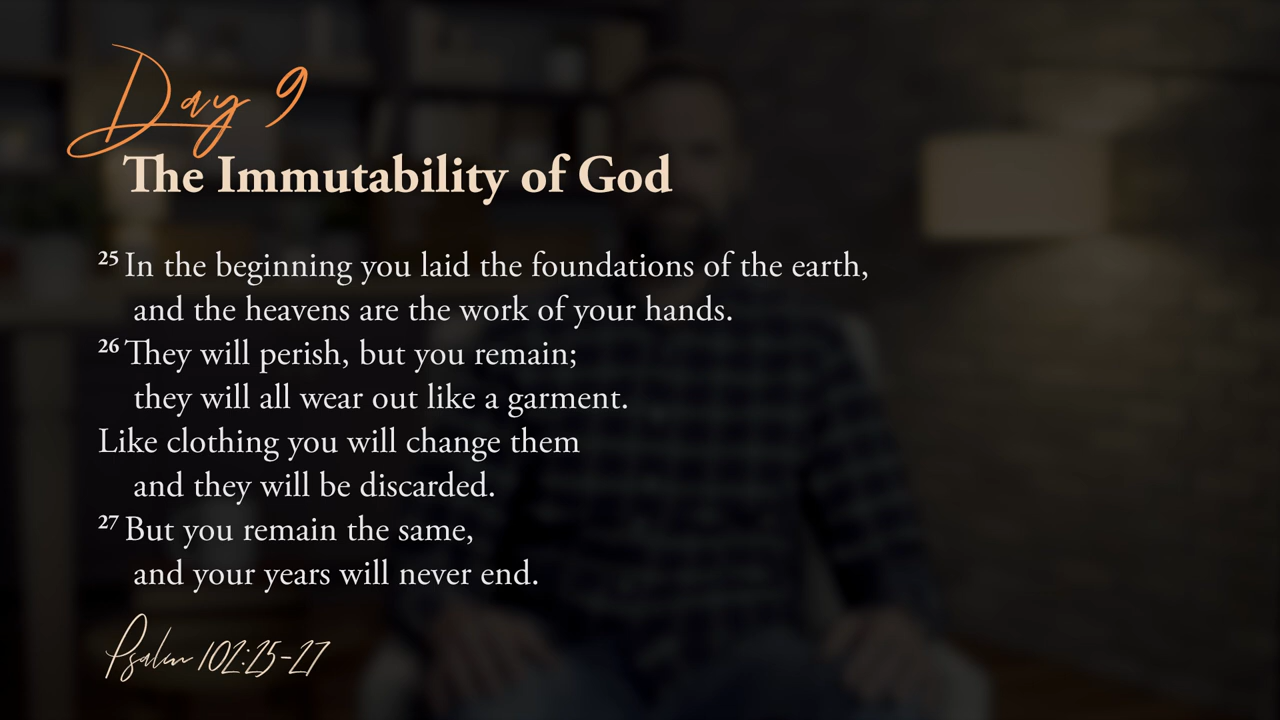 Day 9
The Immutability of God
25 In the beginning you laid the foundations of the earth,
and the heavens are the work of your hands.
26 They will perish, but you remain;
they will all wear out like a garment.
Like clothing you will change them
and they will be discarded.
27 But you remain the same,
and your years will never end.
Psalm 102:25-27